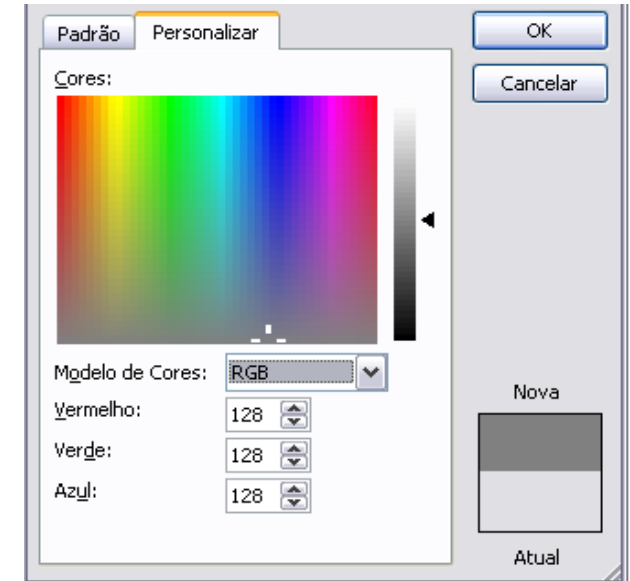 Padrão Personalizar
OK
Cancelar
Cores:
Modelo de Cores: RGB
Vermelho: 128
Verde: 128
Azul: 128
Nova
Atual